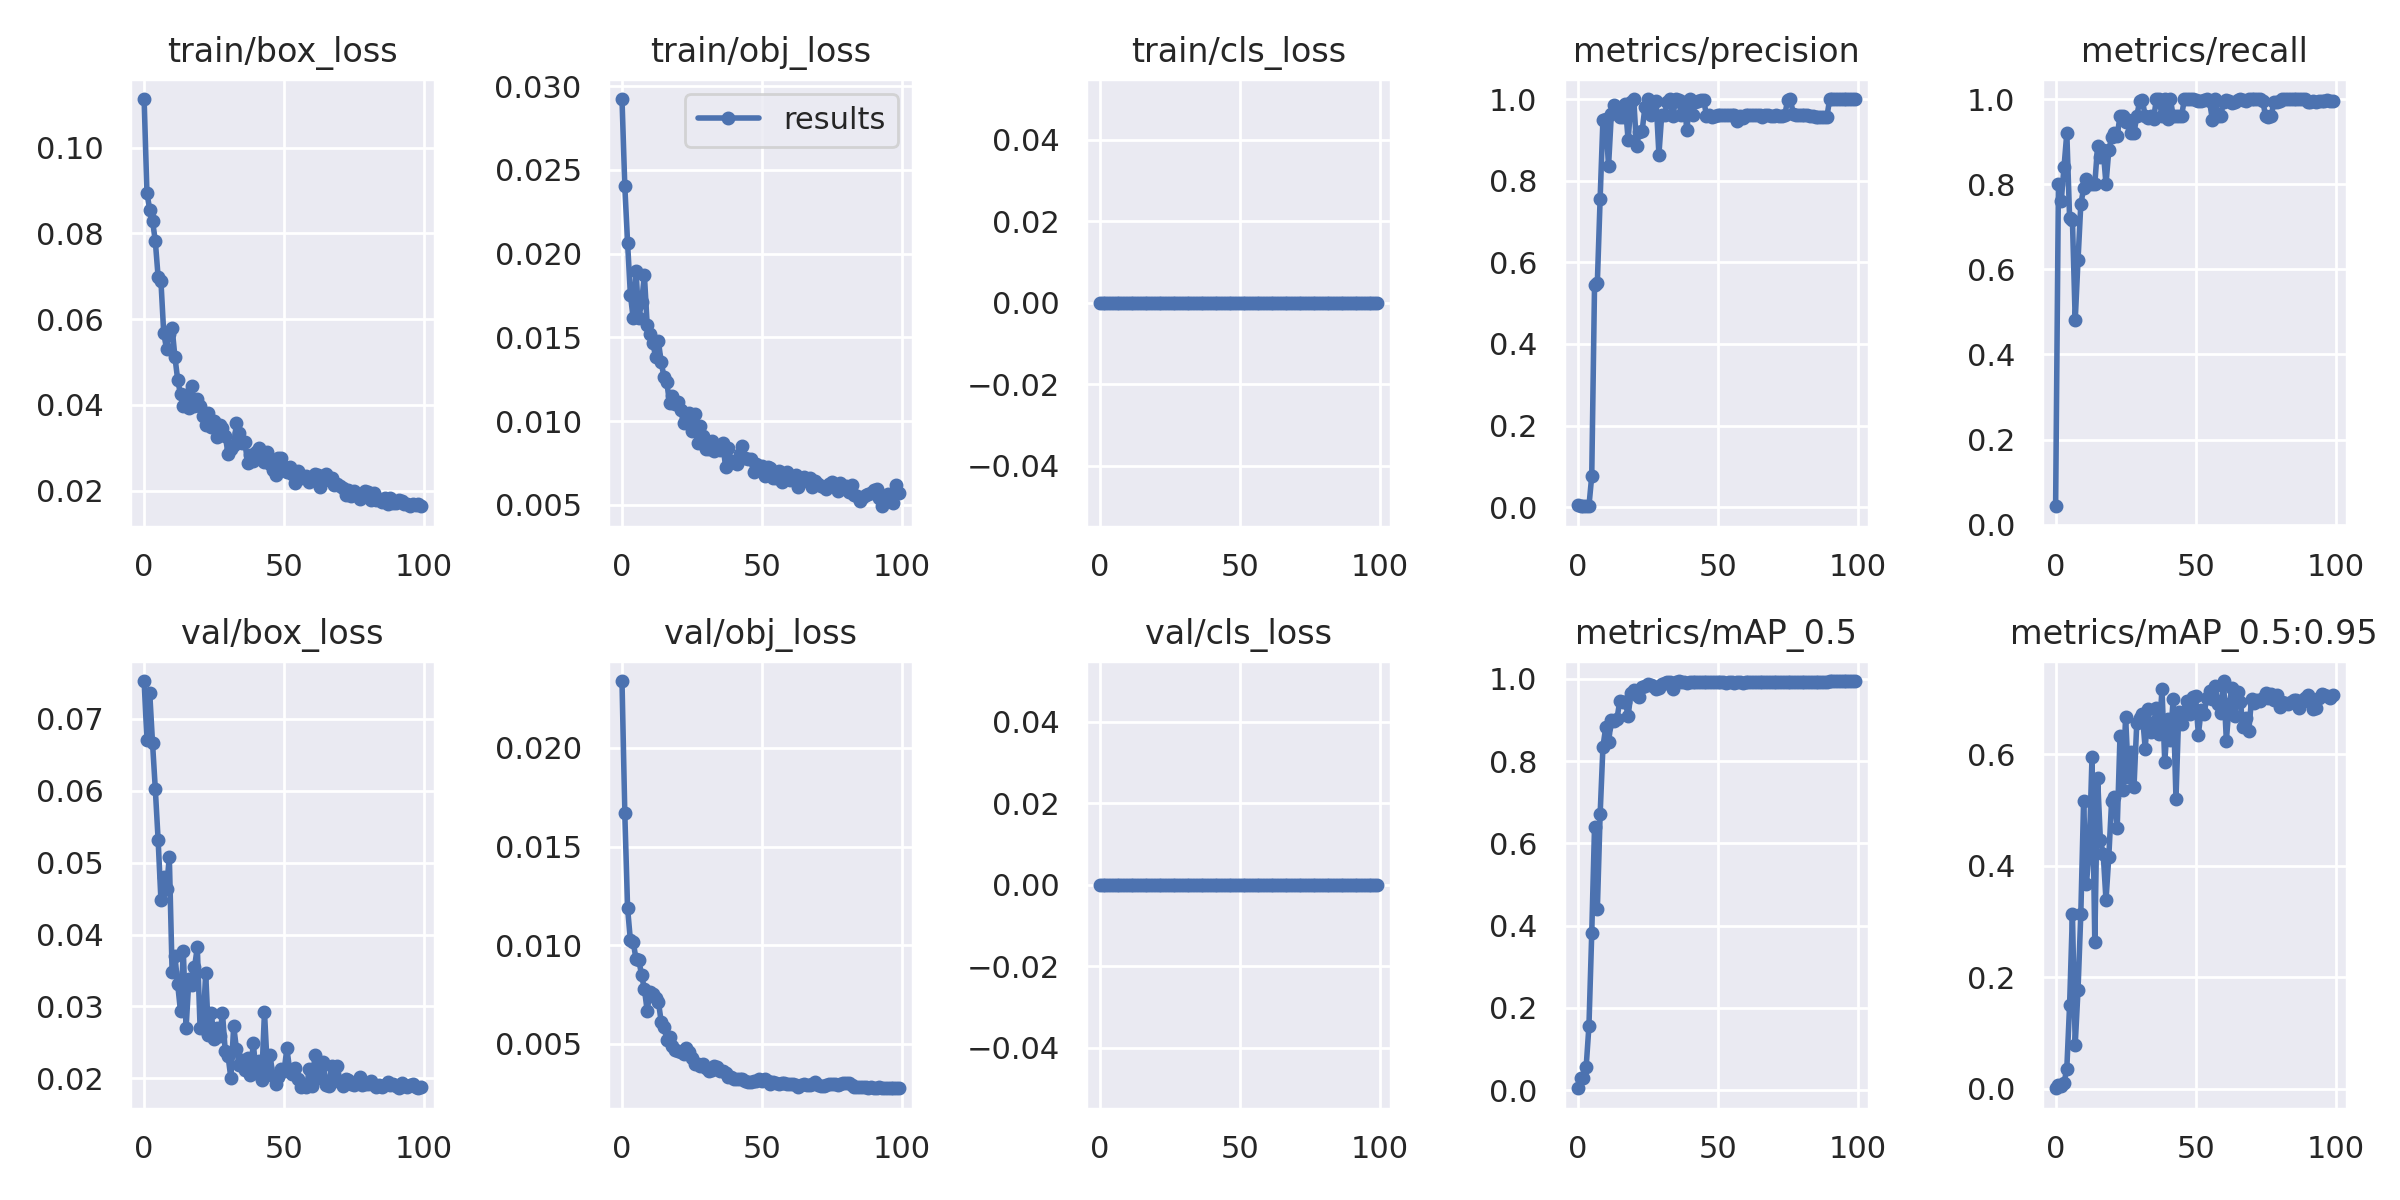 train/box_loss
0.10
0.08
0.06
0.04
0.02
0 50 100
train/obj_loss
results
0.030
0.025
0.020
0.015
0.010
0.005
0 50 100
train/cls_loss
0.04
0.02
0.00
−0.02
−0.04
0 50 100
metrics/precision
1.0
0.8
0.6
0.4
0.2
0.0
0 50 100
metrics/recall
1.0
0.8
0.6
0.4
0.2
0.0
0 50 100
val/box_loss
0.07
0.06
0.05
0.04
0.03
0.02
0 50 100
val/obj_loss
0.020
0.015
0.010
0.005
0 50 100
val/cls_loss
0.04
0.02
0.00
−0.02
−0.04
0 50 100
metrics/mAP_0.5
1.0
0.8
0.6
0.4
0.2
0.0
0 50 100
metrics/mAP_0.5:0.95
0.6
0.4
0.2
0.0
0 50 100